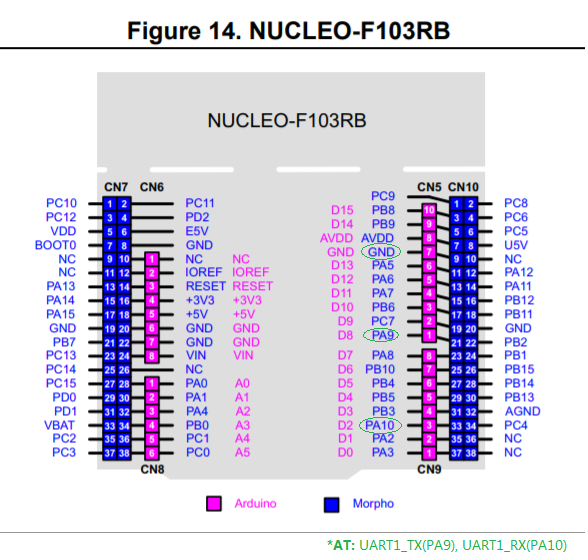 Figure 14. NUCLEO-F103RB
NUCLEO-F103RB
CN7 CN6 CN5 CN10
PC9
PC10 1 2 PC11 D15 PB8 10 1 2 PC8
PC12 3 4 PD2 D14 PB9 9 3 4 PC6
VDD 5 6 E5V AVDD AVDD 8 5 6 PC5
BOOT0 7 8 GND GND GND 7 7 8 U5V
NC 9 10 1 NC NC D13 PA5 6 9 10 NC
NC 11 12 2 IOREF IOREF D12 PA6 5 11 12 PA12
PA13 13 14 3 RESET RESET D11 PA7 4 13 14 PA11
PA14 15 16 4 +3V3 +3V3 D10 PB6 3 15 16 PB12
PA15 17 18 5 +5V +5V D9 PC7 2 17 18 PB11
GND 19 20 6 GND GND D8 PA9 1 19 20 GND
PB7 21 22 7 GND GND 21 22 PB2
PC13 23 24 8 VIN VIN D7 PA8 8 23 24 PB1
PC14 25 26 NC D6 PB10 7 25 26 PB15
PC15 27 28 1 PA0 A0 D5 PB4 6 27 28 PB14
PD0 29 30 2 PA1 A1 D4 PB5 5 29 30 PB13
PD1 31 32 3 PA4 A2 D3 PB3 4 31 32 AGND
VBAT 33 34 4 PB0 A3 D2 PA10 3 33 34 PC4
PC2 35 36 5 PC1 A4 D1 PA2 2 35 36 NC
PC3 37 38 6 PC0 A5 D0 PA3 1 37 38 NC
CN8 CN9
Arduino Morpho
*AT: UART1_TX(PA9), UART1_RX(PA10)